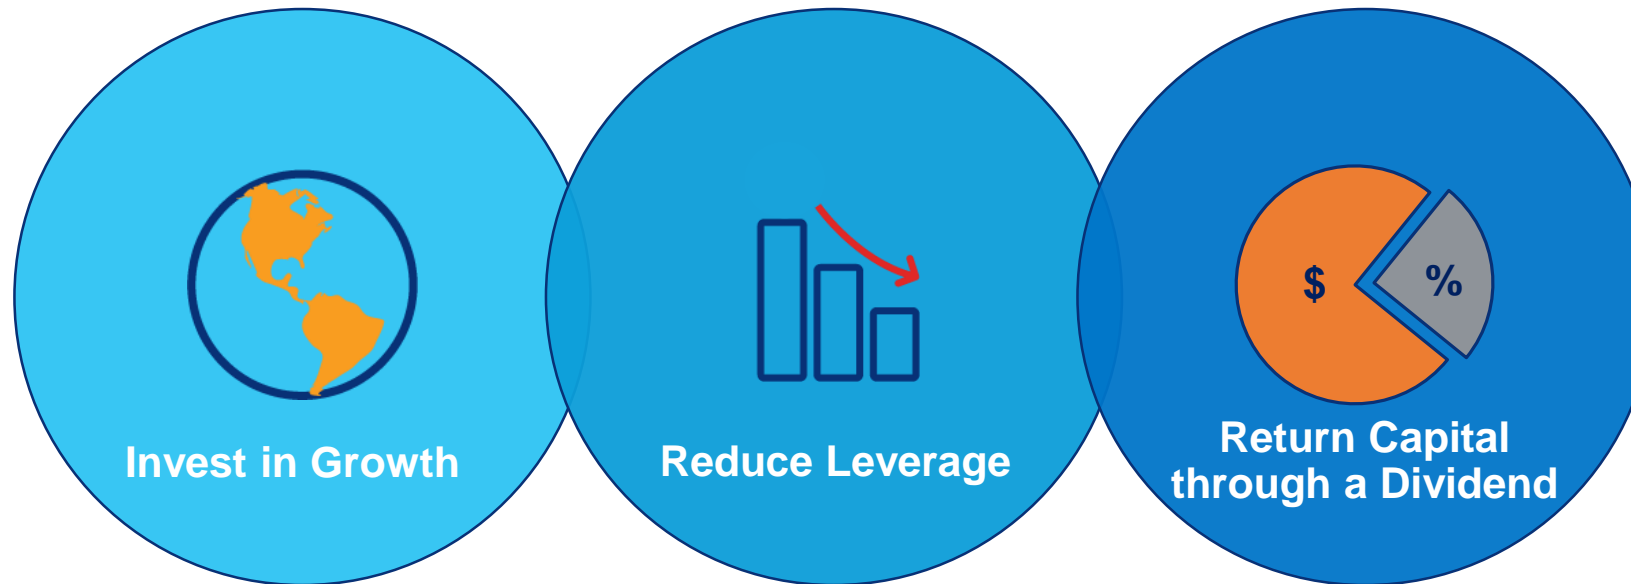 $
%
Invest in Growth
Reduce Leverage
Return Capital
through a Dividend